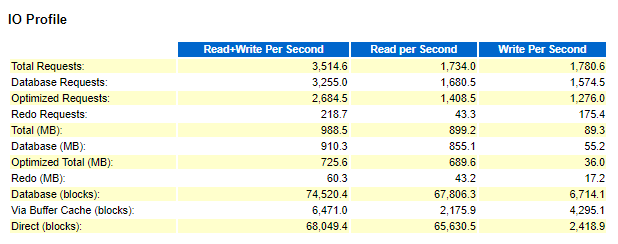 IO Profile
Read+Write Per Second Read per Second Write Per Second
Total Requests: 3,514.6 1,734.0 1,780.6
Database Requests: 3,255.0 1,680.5 1,574.5
Optimized Requests: 2,684.5 1,408.5 1,276.0
Redo Requests: 218.7 43.3 175.4
Total (MB): 988.5 899.2 89.3
Database (MB): 910.3 855.1 55.2
Optimized Total (MB): 725.6 689.6 36.0
Redo (MB): 60.3 43.2 17.2
Database (blocks): 74,520.4 67,806.3 6,714.1
Via Buffer Cache (blocks): 6,471.0 2,175.9 4,295.1
Direct (blocks): 68,049.4 65,630.5 2,418.9